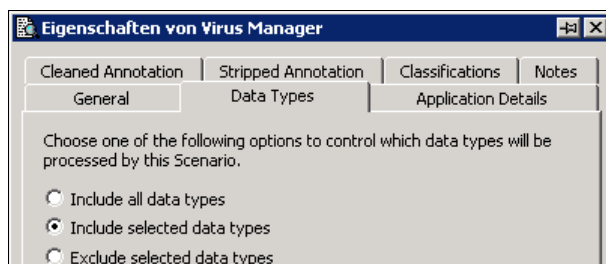 Eigenschaften von Virus Manager
Cleaned Annotation Stripped Annotation Classifications Notes
General Data Types Application Details
Choose one of the following options to control which data types will be
processed by this Scenario.
Include all data types
Include selected data types
Exclude selected data types